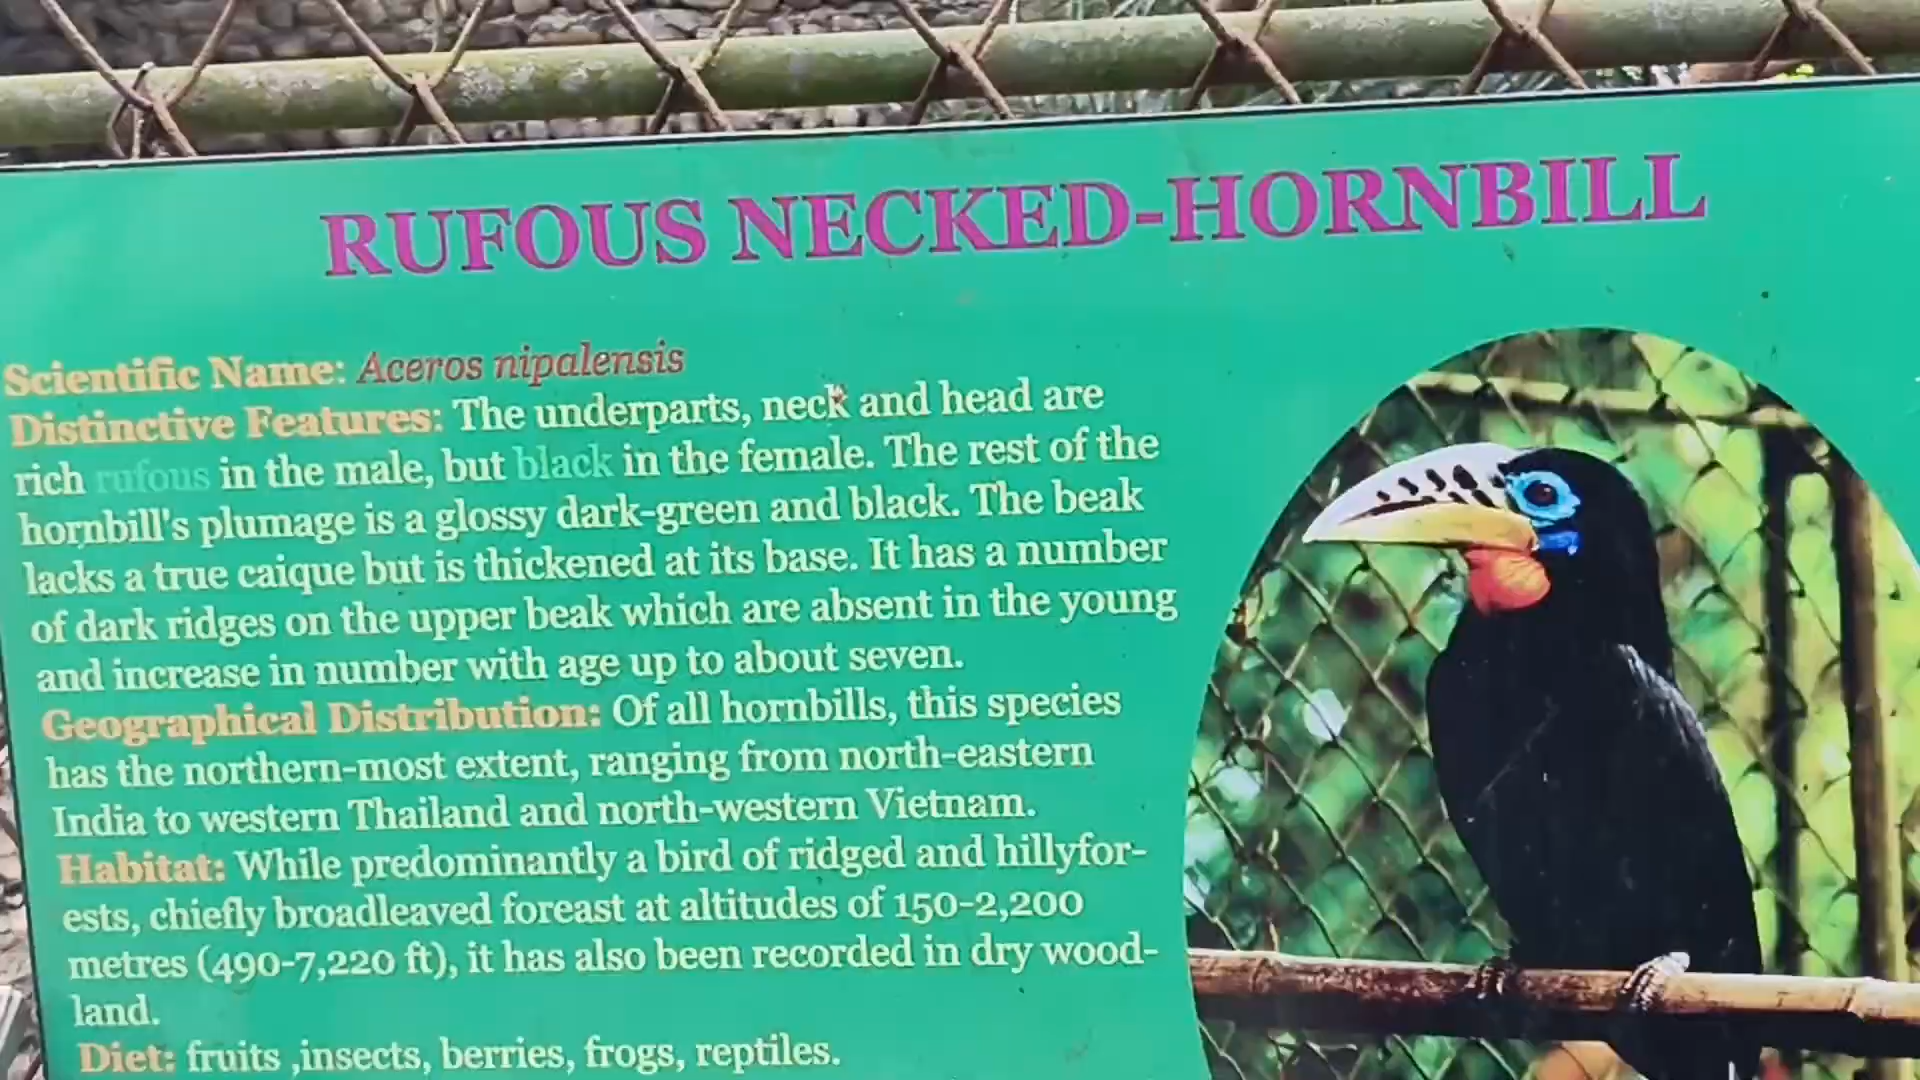 RUFOUS NECKED-HORNBILL
Scientific Name: Aceros nipalensis
Distinctive Features: The underparts, neck and head are
rich rufous in the male, but black in the female. The rest of the
hornbill's plumage is a glossy dark-green and black. The beak
lacks a true caique but is thickened at its base. It has a number
of dark ridges on the upper beak which are absent in the young
and increase in number with age up to about seven.
Geographical Distribution: Of all hornbills, this species
has the northern-most extent, ranging from north-eastern
India to western Thailand and north-western Vietnam.
Habitat: While predominantly a bird of ridged and hillyfor-
ests, chiefly broadleaved foreast at altitudes of 150-2,200
metres (490-7,220 ft), it has also been recorded in dry wood-
land.
Diet: fruits ,insects, berries, frogs, reptiles.